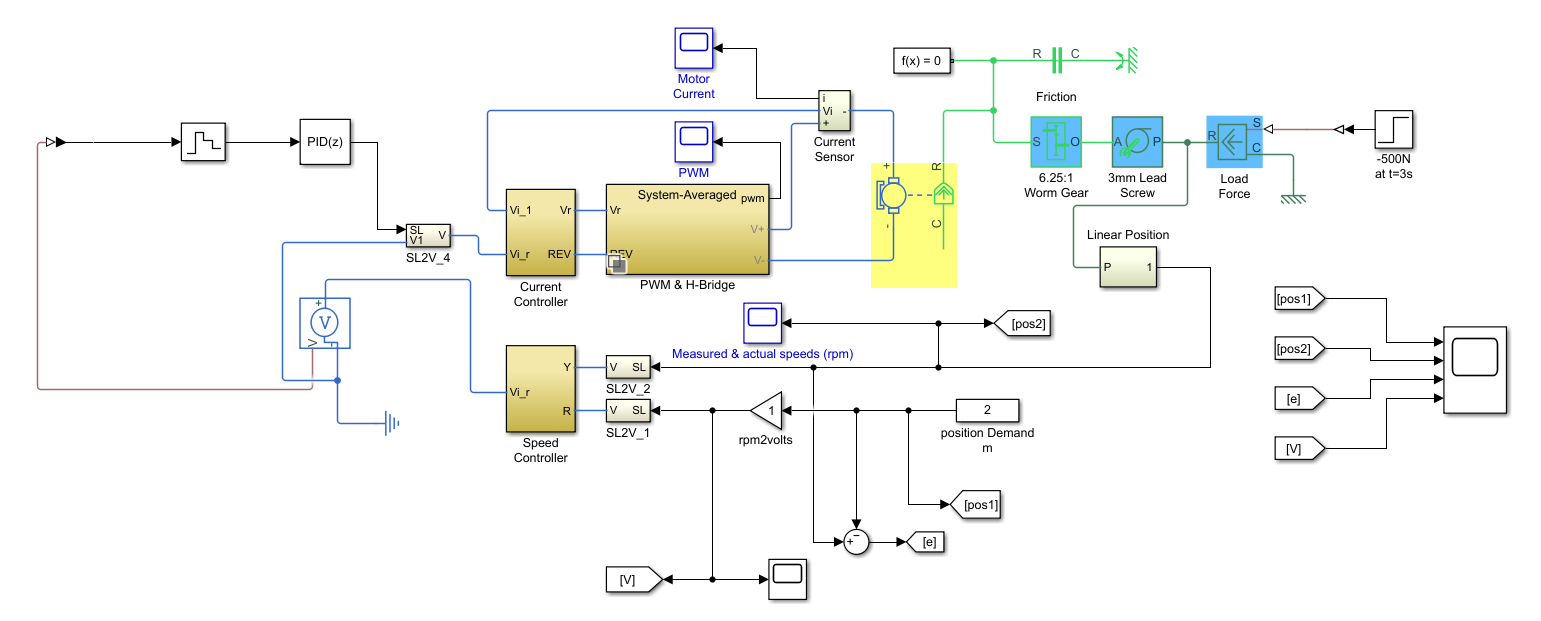 Motor
Current
PWM
i
Vi
-
+
Current
Sensor
f(x) = 0
R
C
Friction
S
O
6.25:1
Worm Gear
A
P
3mm Lead
Screw
R
S
C
Load
Force
-500N
at t=3s
PID(z)
SL
V1
V
SL2V_4
Vi_1
Vi_r
Vr
REV
Current
Controller
System-Averaged
Vr
REV
pwm
V+
V-
PWM & H-Bridge
+
-
R
C
Linear Position
P
1
+
V
V
-
Measured & actual speeds (rpm)
[pos2]
Vi_r
Y
R
Speed
Controller
V
SL
SL2V_2
V
SL
SL2V_1
1
rpm2volts
2
position Demand
m
[pos1]
+
−
[e]
[V]
[pos1]
[pos2]
[e]
[V]